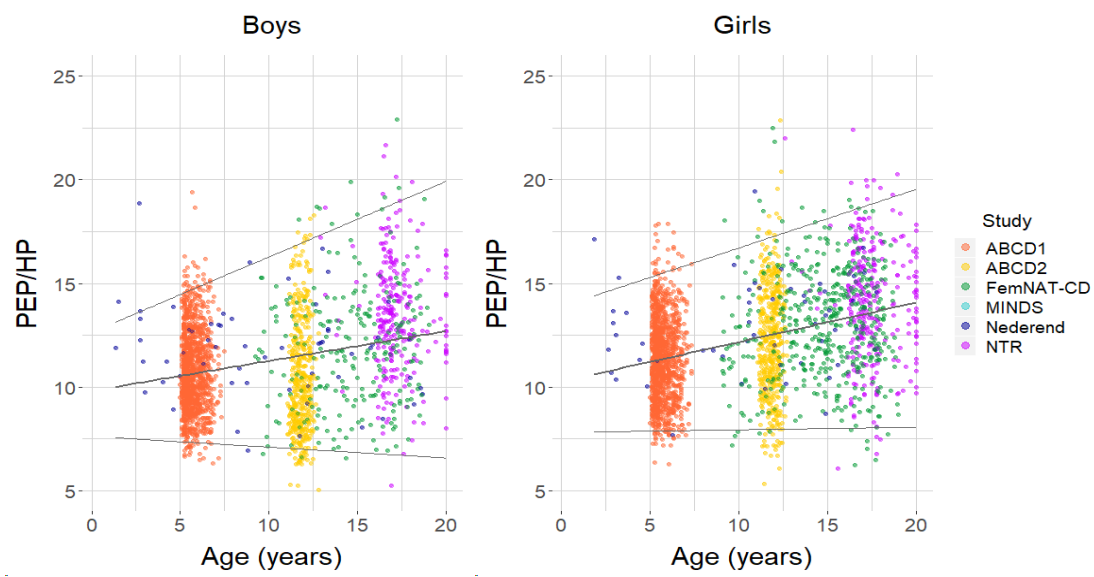 Boys
Girls
25
20
15
10
5
PEP/HP
0 5 10 15 20
Age (years)
25
20
15
10
5
PEP/HP
0 5 10 15 20
Age (years)
Study
ABCD1
ABCD2
FemNAT-CD
MINDS
Nederend
NTR